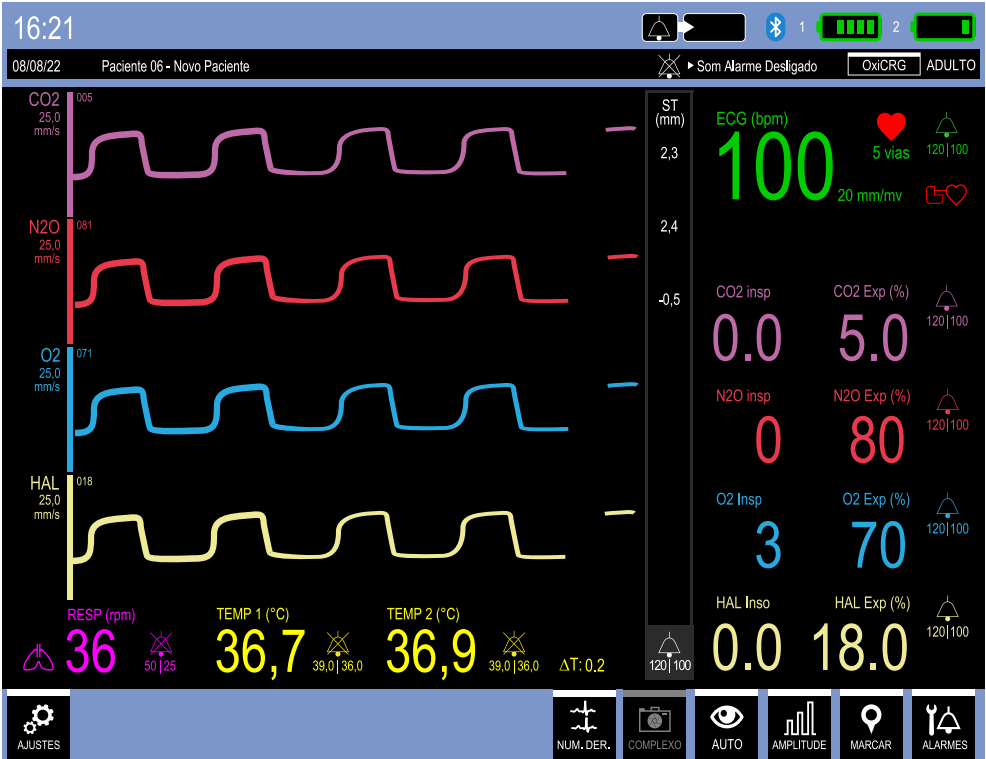 16:21
1
2
08/08/22
Paciente 06 - Novo Paciente
Som Alarme Desligado
OxiCRG
ADULTO
CO2
25,0
mm/s
005
N2O
25,0
mm/s
081
O2
25,0
mm/s
071
HAL
25,0
mm/s
018
ST
(mm)
2,3
2,4
-0,5
120|100
ECG (bpm)
100
5 vias
20 mm/mv
120|100
CO2 insp
0.0
CO2 Exp (%)
5.0
120|100
N2O insp
0
N2O Exp (%)
80
120|100
O2 Insp
3
O2 Exp (%)
70
120|100
HAL Inso
0.0
HAL Exp (%)
18.0
120|100
RESP (rpm)
36
50|25
TEMP 1 (°C)
36,7
39,0|36,0
TEMP 2 (°C)
36,9
39,0|36,0
ΔT: 0.2
AJUSTES
NUM. DER.
COMPLEXO
AUTO
AMPLITUDE
MARCAR
ALARMES